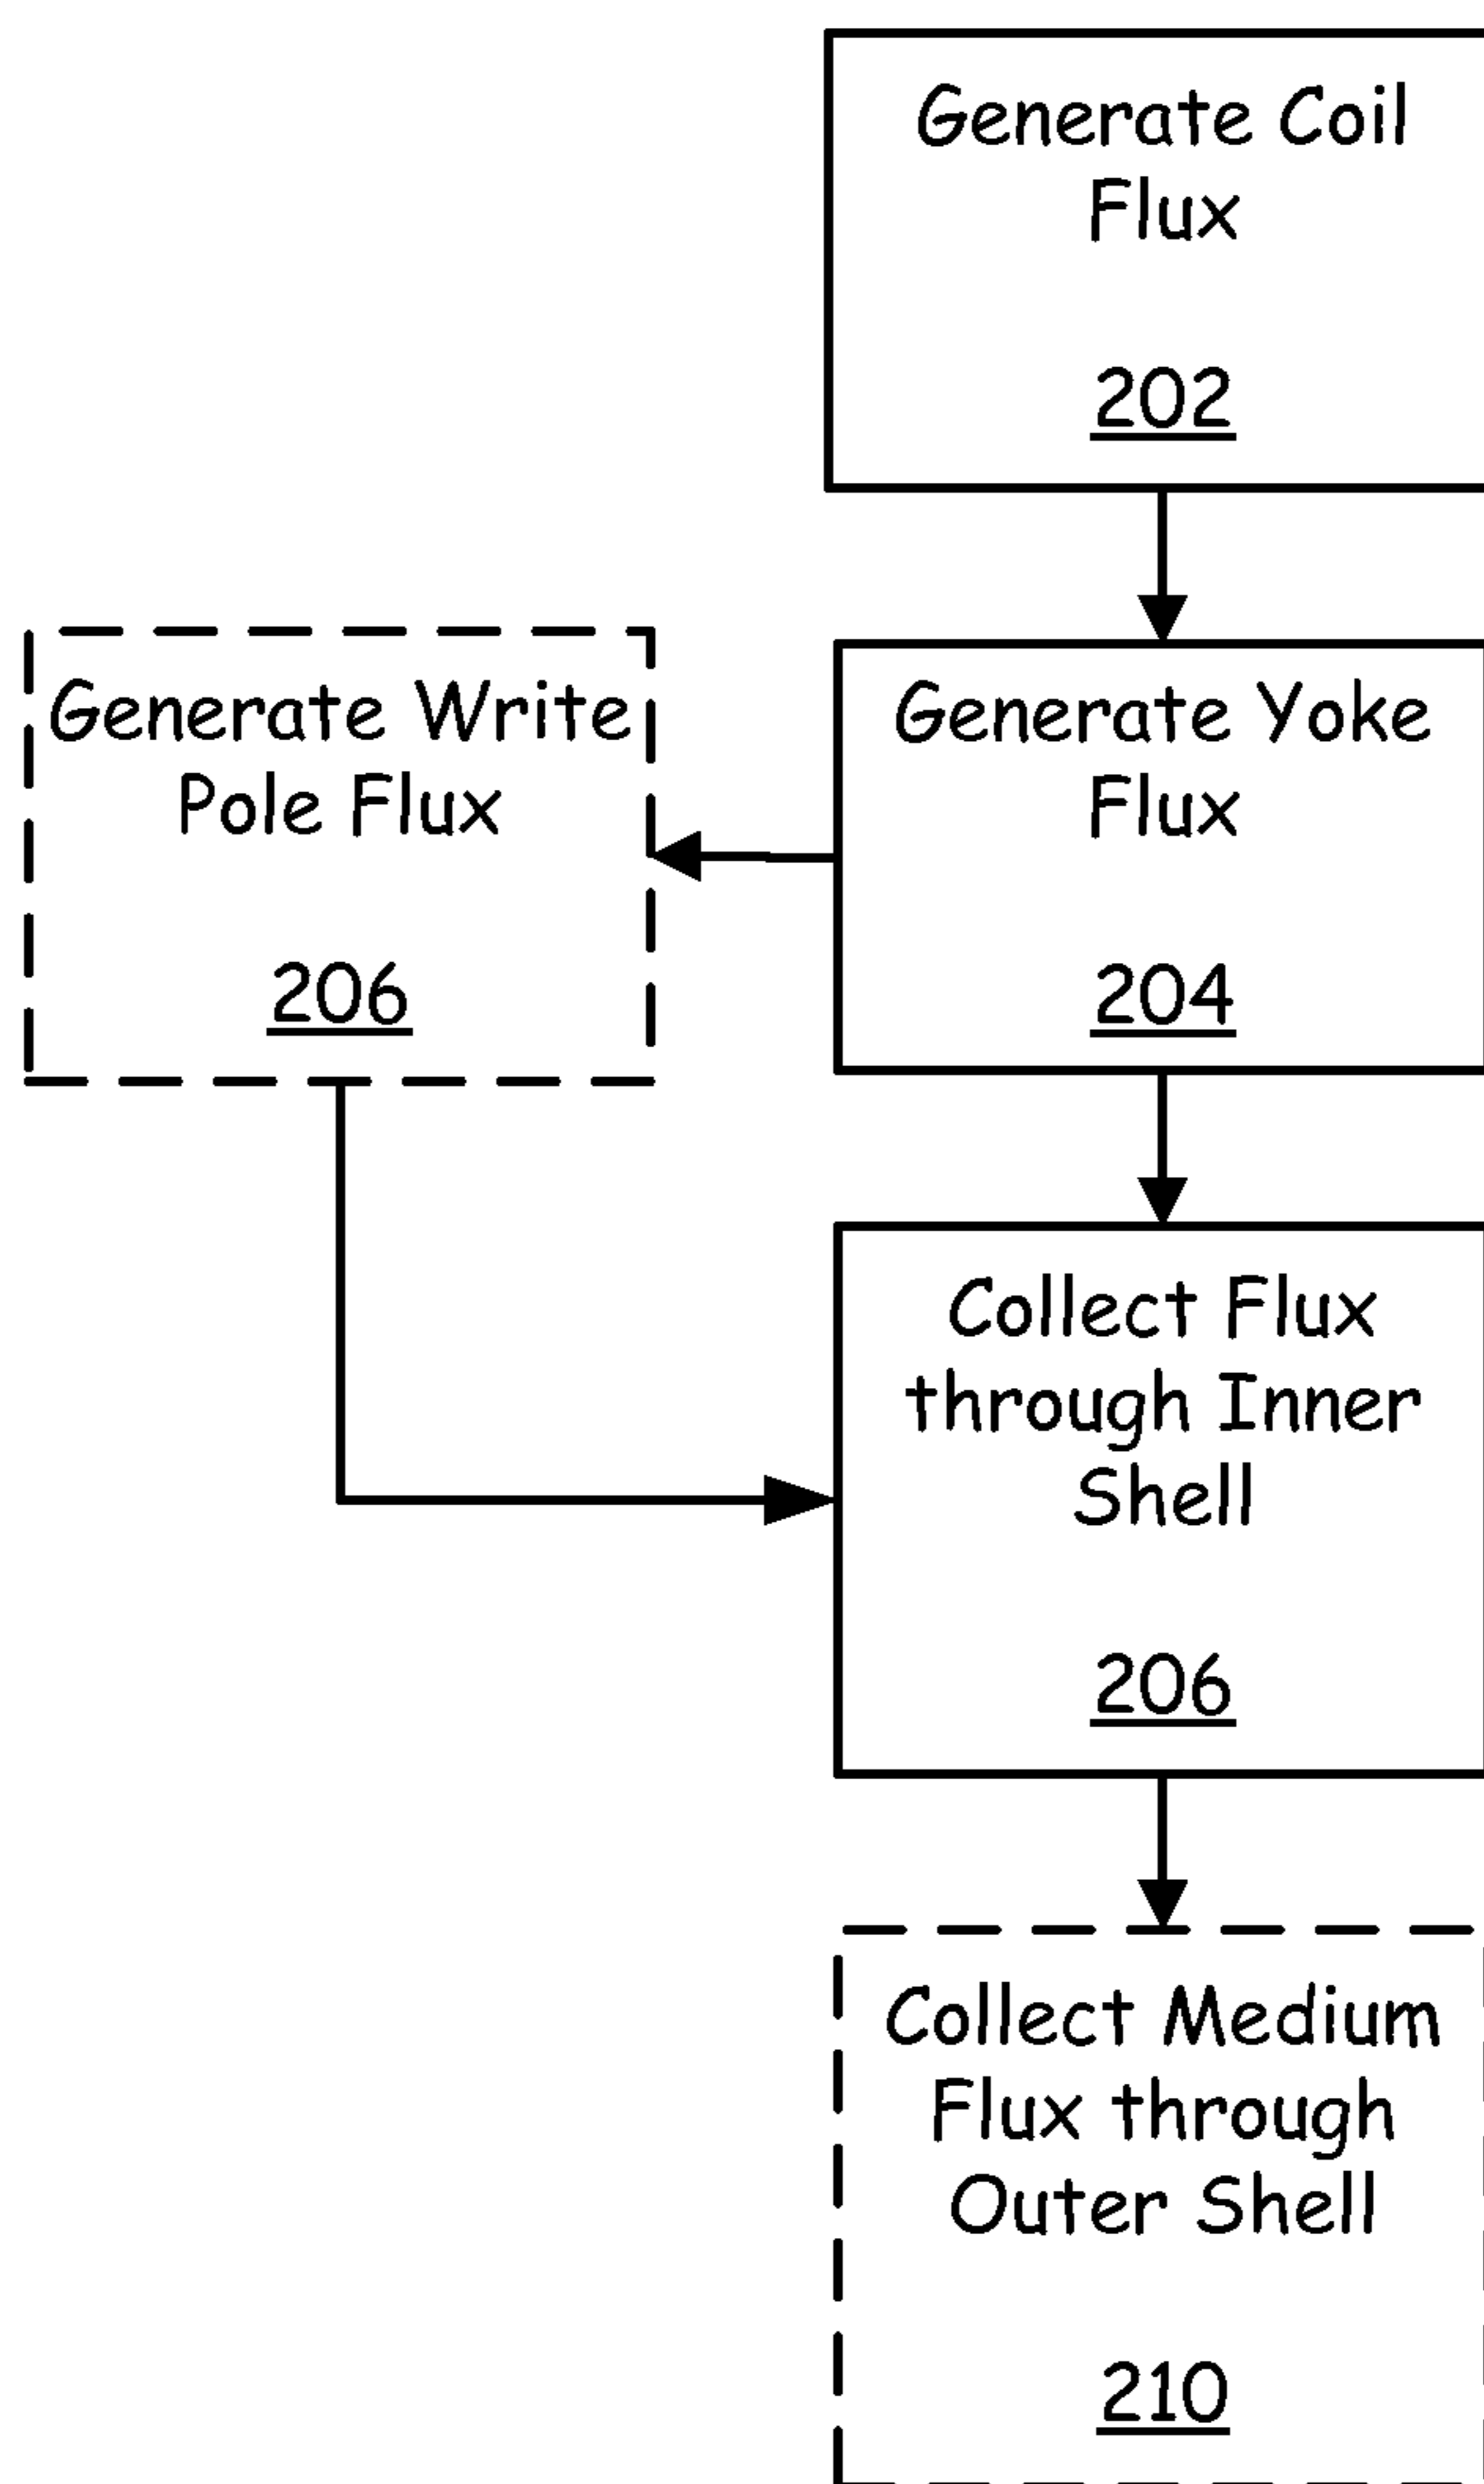 Generate Coil
Flux
202
Generate Write
Pole Flux
206
Generate Yoke
Flux
204
Collect Flux
through Inner
Shell
206
Collect Medium
Flux through
Outer Shell
210